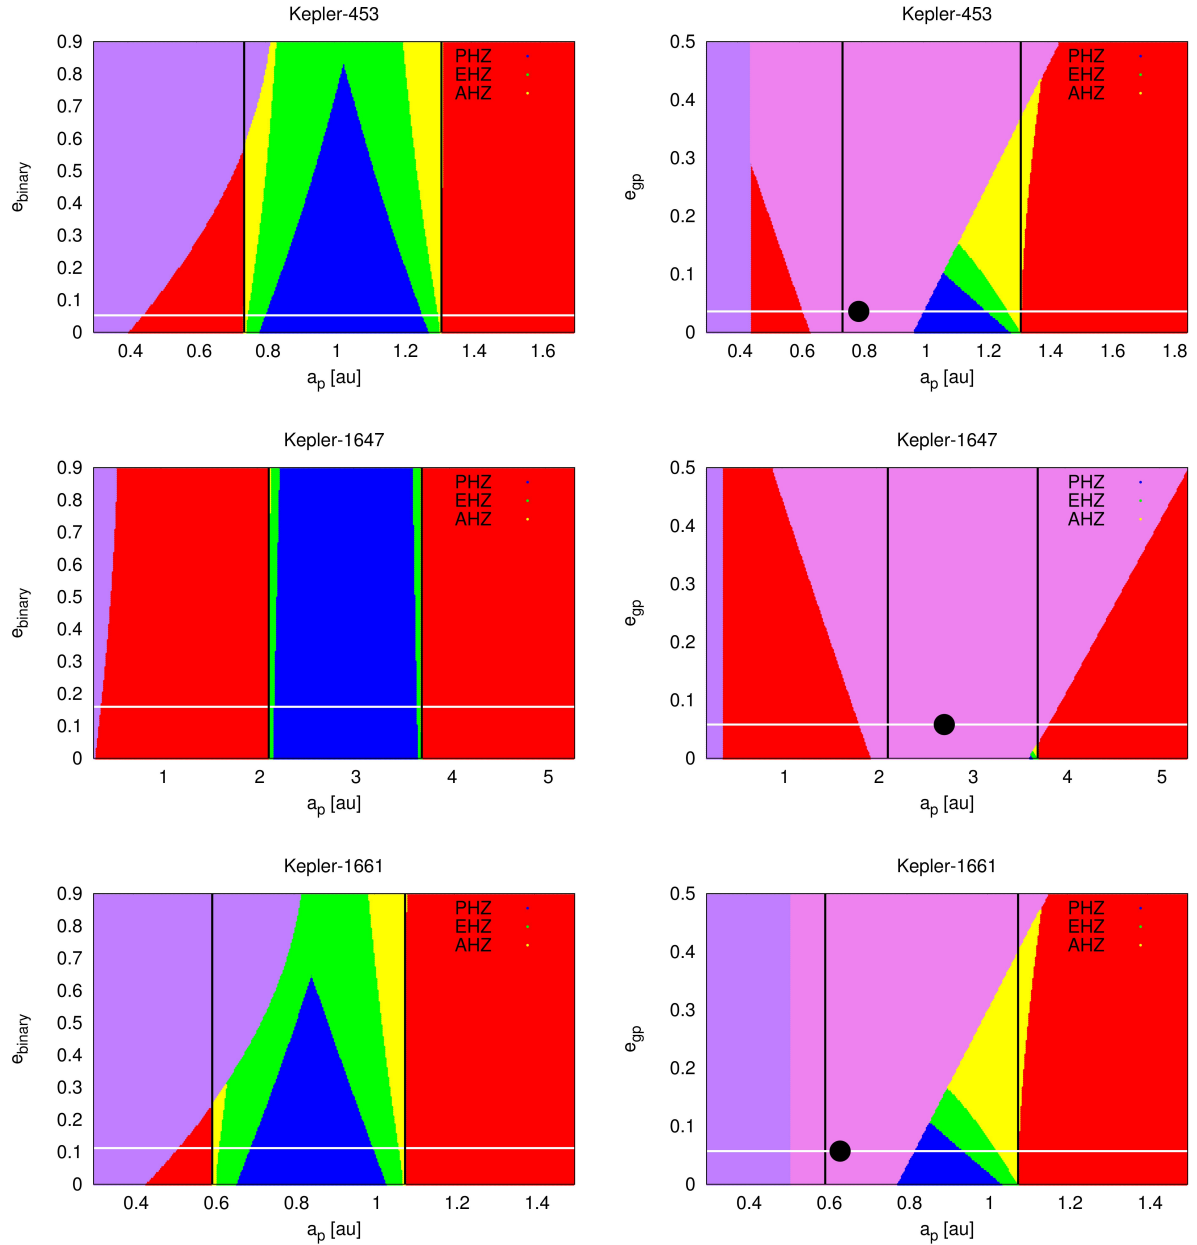 Kepler-453
0.9
0.8
0.7
0.6
0.5
0.4
0.3
0.2
0.1
0
e_binary
PHZ
EHZ
AHZ
0.4 0.6 0.8 1 1.2 1.4 1.6
a_p [au]
Kepler-453
0.5
0.4
0.3
0.2
0.1
0
e_gp
PHZ
EHZ
AHZ
0.4 0.6 0.8 1 1.2 1.4 1.6 1.8
a_p [au]
Kepler-1647
0.9
0.8
0.7
0.6
0.5
0.4
0.3
0.2
0.1
0
e_binary
PHZ
EHZ
AHZ
1 2 3 4 5
a_p [au]
Kepler-1647
0.5
0.4
0.3
0.2
0.1
0
e_gp
PHZ
EHZ
AHZ
1 2 3 4 5
a_p [au]
Kepler-1661
0.9
0.8
0.7
0.6
0.5
0.4
0.3
0.2
0.1
0
e_binary
PHZ
EHZ
AHZ
0.4 0.6 0.8 1 1.2 1.4
a_p [au]
Kepler-1661
0.5
0.4
0.3
0.2
0.1
0
e_gp
PHZ
EHZ
AHZ
0.4 0.6 0.8 1 1.2 1.4
a_p [au]